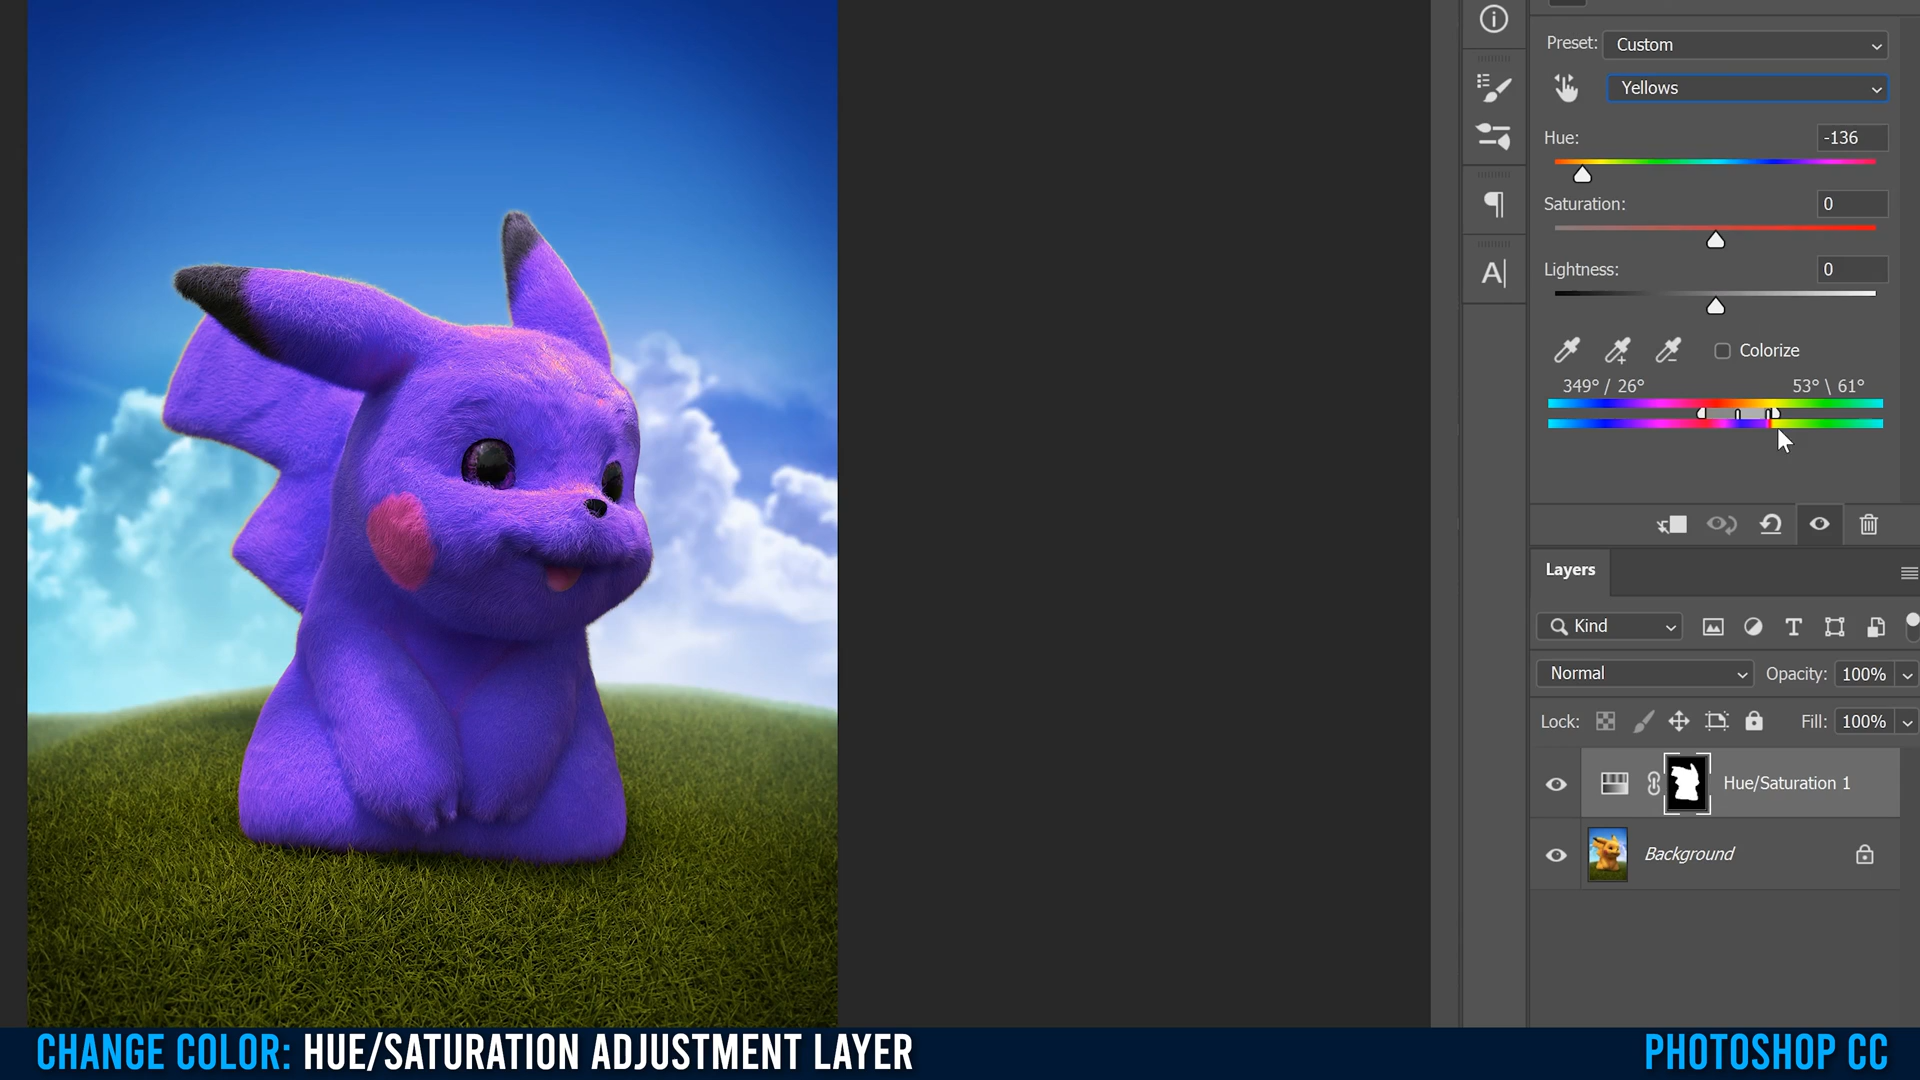 Preset: Custom
Yellows
Hue: -136
Saturation: 0
Lightness: 0
Colorize
349° / 26° 53° \ 61°
Layers
Kind
Normal Opacity: 100%
Lock: Fill: 100%
Hue/Saturation 1
Background
CHANGE COLOR: HUE/SATURATION ADJUSTMENT LAYER PHOTOSHOP CC